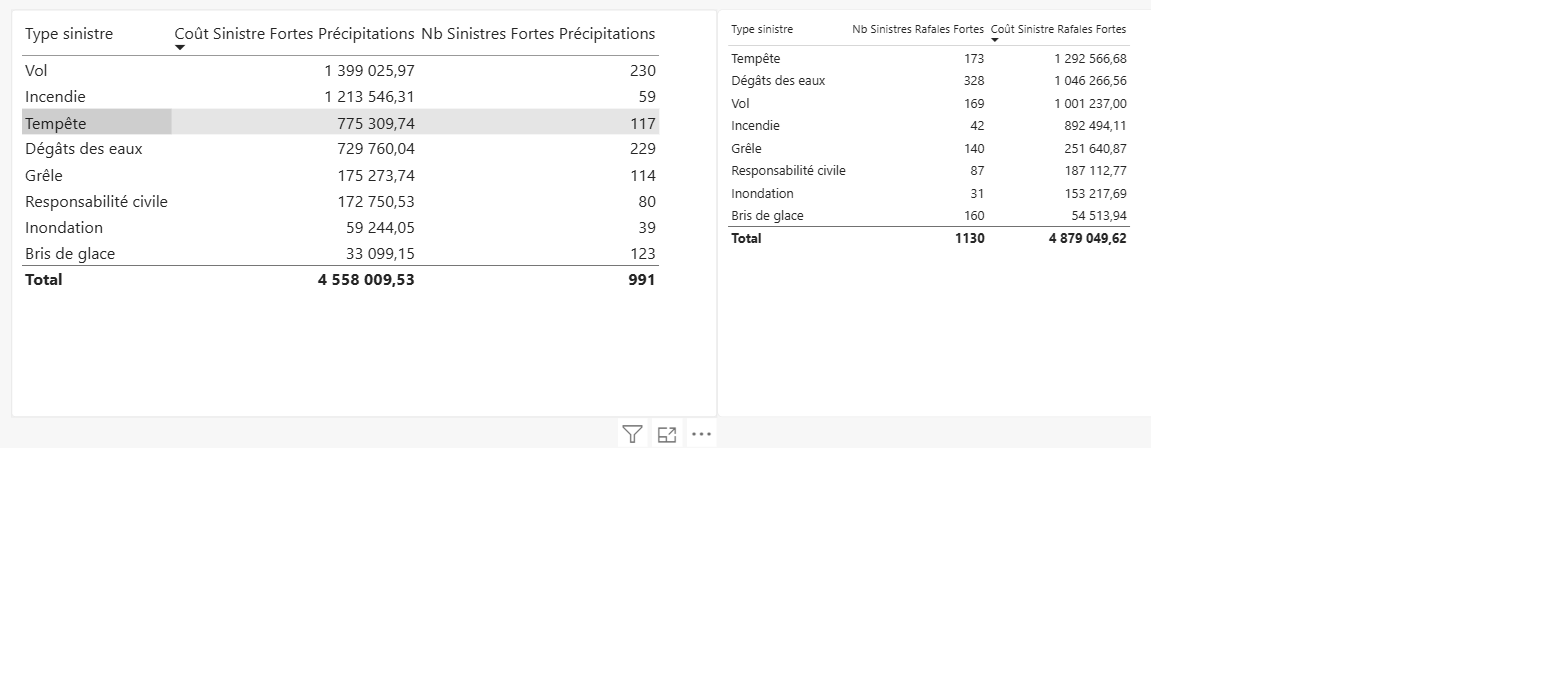 Type sinistre Coût Sinistre Fortes Précipitations Nb Sinistres Fortes Précipitations
Vol 1 399 025,97 230
Incendie 1 213 546,31 59
Tempête 775 309,74 117
Dégâts des eaux 729 760,04 229
Grêle 175 273,74 114
Responsabilité civile 172 750,53 80
Inondation 59 244,05 39
Bris de glace 33 099,15 123
Total 4 558 009,53 991
Type sinistre Nb Sinistres Rafales Fortes Coût Sinistre Rafales Fortes
Tempête 173 1 292 566,68
Dégâts des eaux 328 1 046 266,56
Vol 169 1 001 237,00
Incendie 42 892 494,11
Grêle 140 251 640,87
Responsabilité civile 87 187 112,77
Inondation 31 153 217,69
Bris de glace 160 54 513,94
Total 1130 4 879 049,62